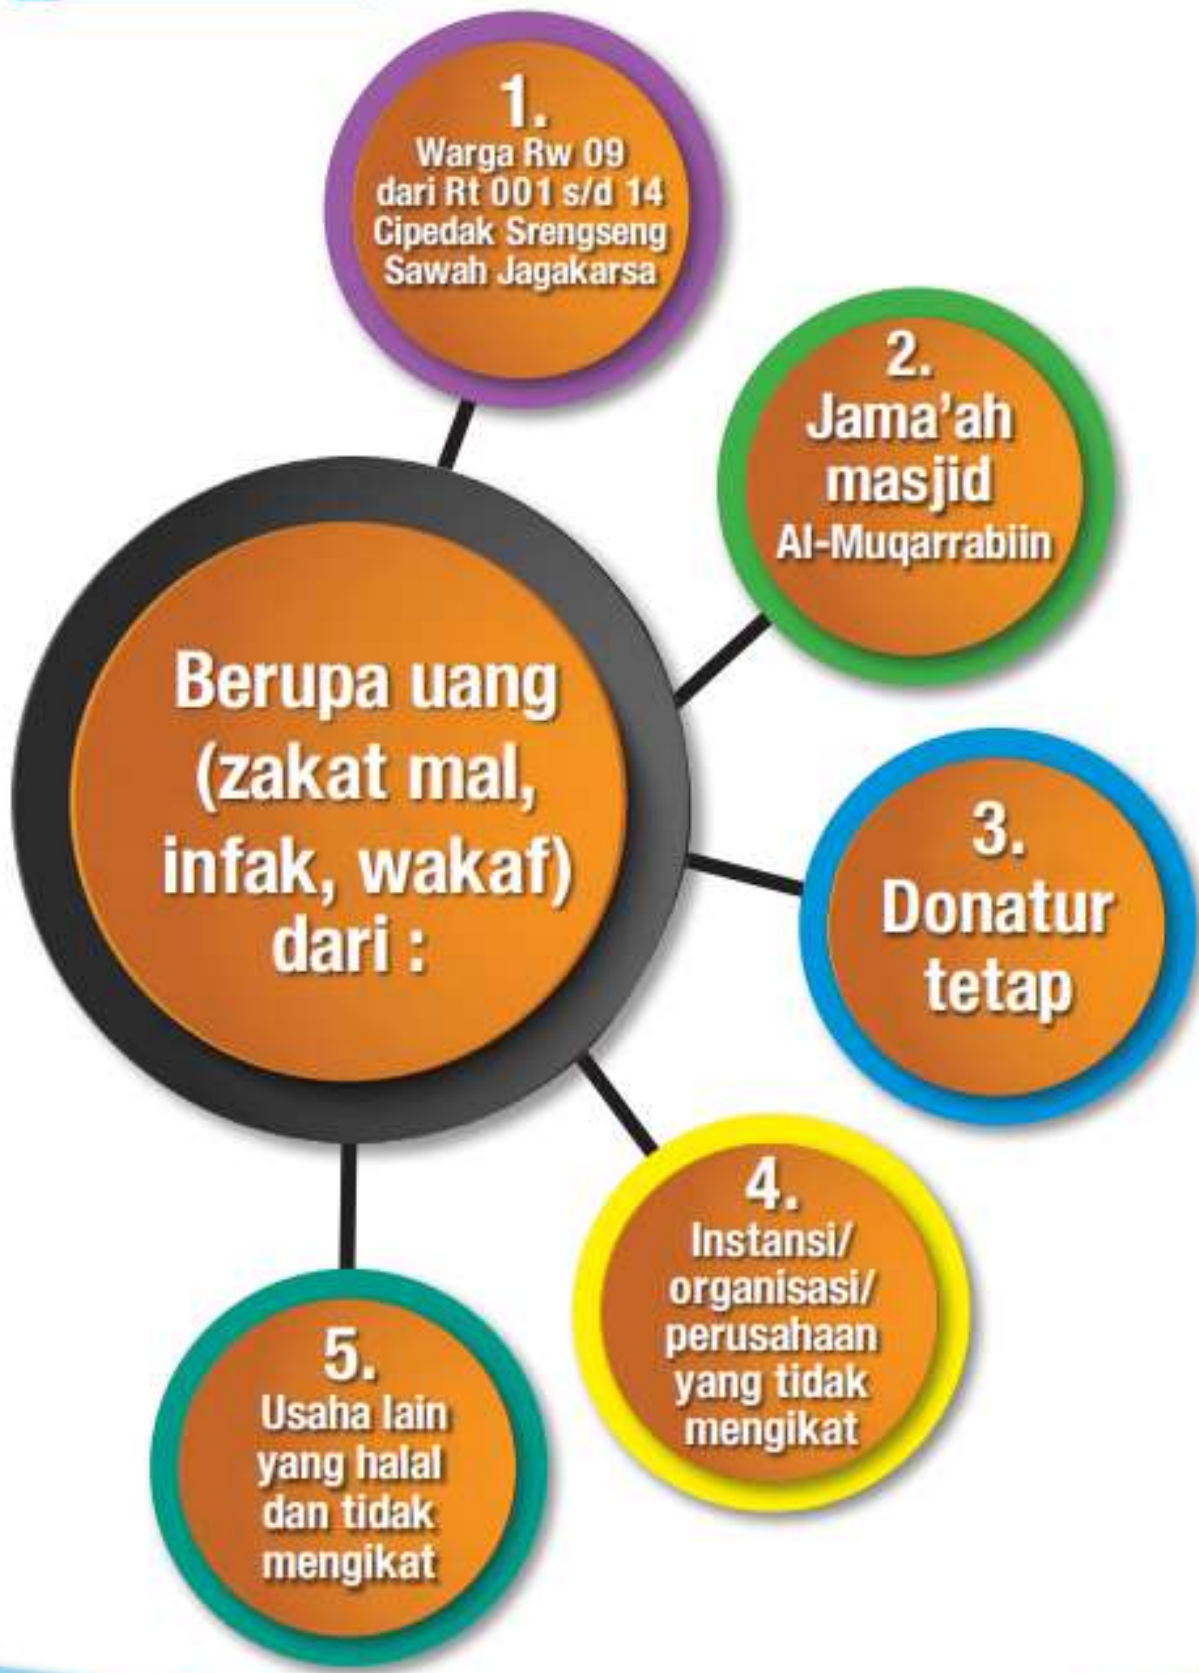 1.
Warga Rw 09
dari Rt 001 s/d 14
Cipedak Srengseng
Sawah Jagakarsa
2.
Jama'ah
masjid
Al-Muqarrabiin
Berupa uang
(zakat mal,
infak, wakaf)
dari :
3.
Donatur
tetap
4.
Instansi/
organisasi/
perusahaan
yang tidak
mengikat
5.
Usaha lain
yang halal
dan tidak
mengikat